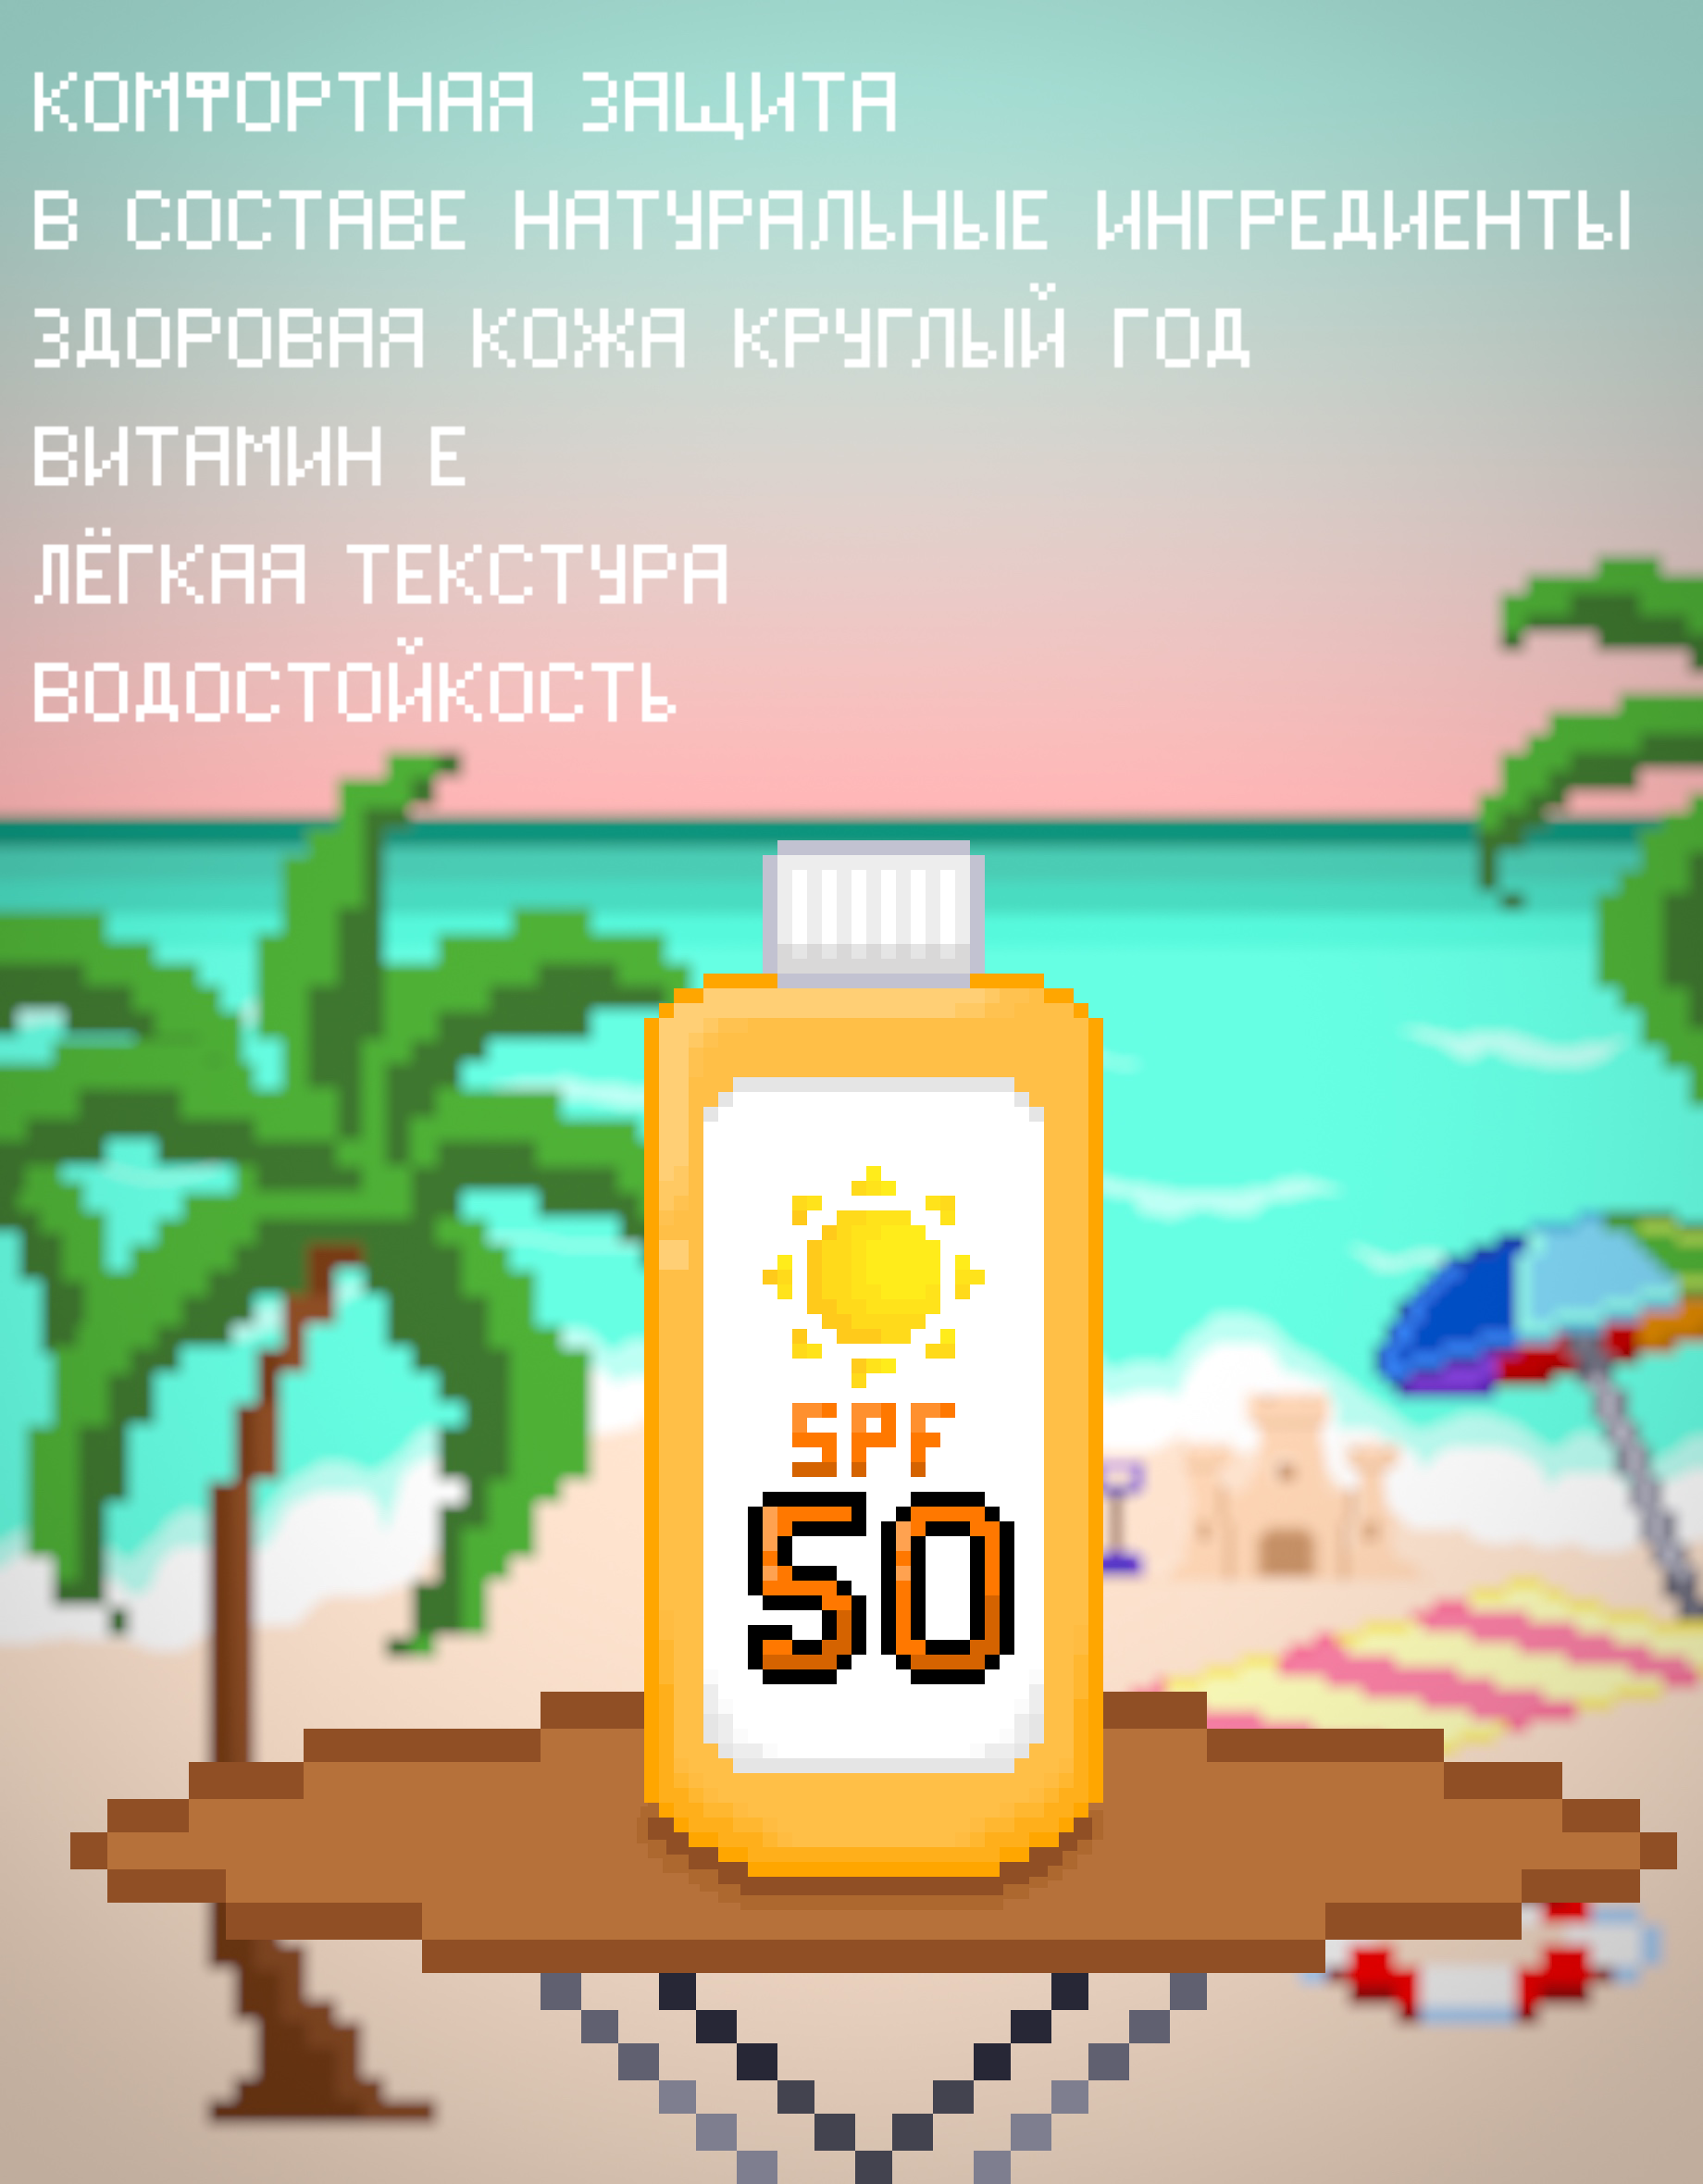 КОМФОРТНАЯ ЗАЩИТА
В СОСТАВЕ НАТУРАЛЬНЫЕ ИНГРЕДИЕНТЫ
ЗДОРОВАЯ КОЖА КРУГЛЫЙ ГОД
ВИТАМИН Е
ЛЁГКАЯ ТЕКСТУРА
ВОДОСТОЙКОСТЬ
SPF
50